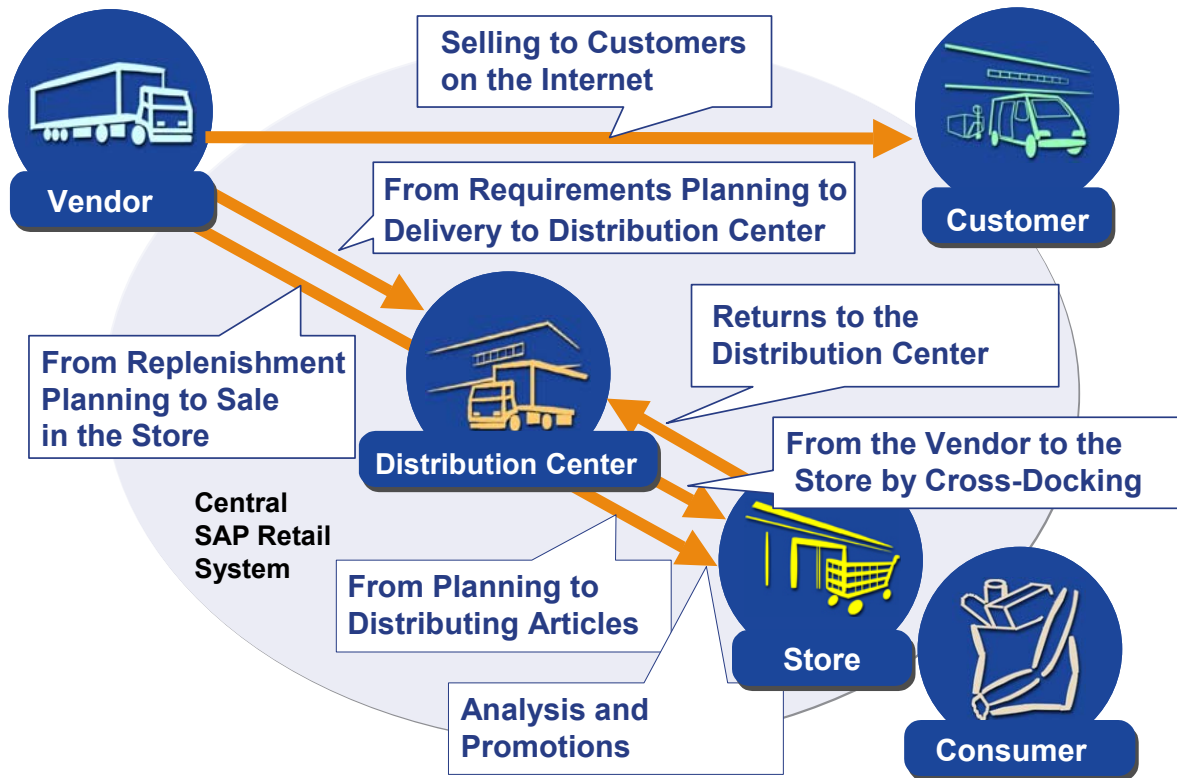 Selling to Customers
on the Internet
Vendor
Customer
From Requirements Planning to
Delivery to Distribution Center
Returns to the
Distribution Center
From Replenishment
Planning to Sale
in the Store
From the Vendor to the
Store by Cross-Docking
Distribution Center
Central
SAP Retail
System
From Planning to
Distributing Articles
Store
Analysis and
Promotions
Consumer